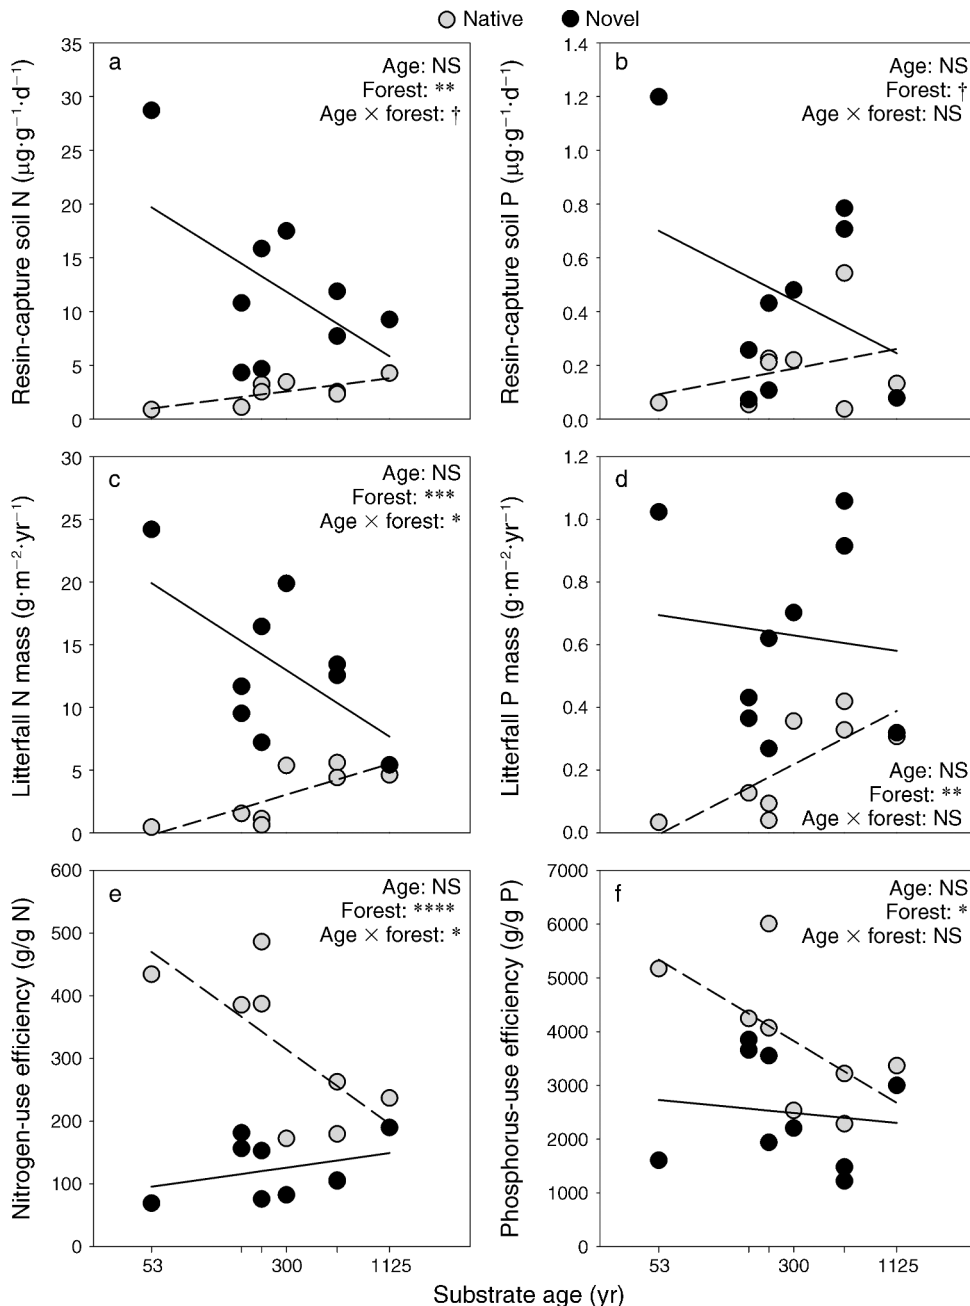 Native Novel
a
Age: NS
Forest: **
Age × forest: †
35
30
25
20
15
10
5
0
Resin-capture soil N (µg·g⁻¹·d⁻¹)
b
Age: NS
Forest: †
Age × forest: NS
1.4
1.2
1.0
0.8
0.6
0.4
0.2
0.0
Resin-capture soil P (µg·g⁻¹·d⁻¹)
c
Age: NS
Forest: ***
Age × forest: *
30
25
20
15
10
5
0
Litterfall N mass (g·m⁻²·yr⁻¹)
d
Age: NS
Forest: **
Age × forest: NS
1.2
1.0
0.8
0.6
0.4
0.2
0.0
Litterfall P mass (g·m⁻²·yr⁻¹)
e
Age: NS
Forest: ****
Age × forest: *
600
500
400
300
200
100
0
Nitrogen-use efficiency (g/g N)
53 300 1125
f
Age: NS
Forest: *
Age × forest: NS
7000
6000
5000
4000
3000
2000
1000
0
Phosphorus-use efficiency (g/g P)
53 300 1125
Substrate age (yr)